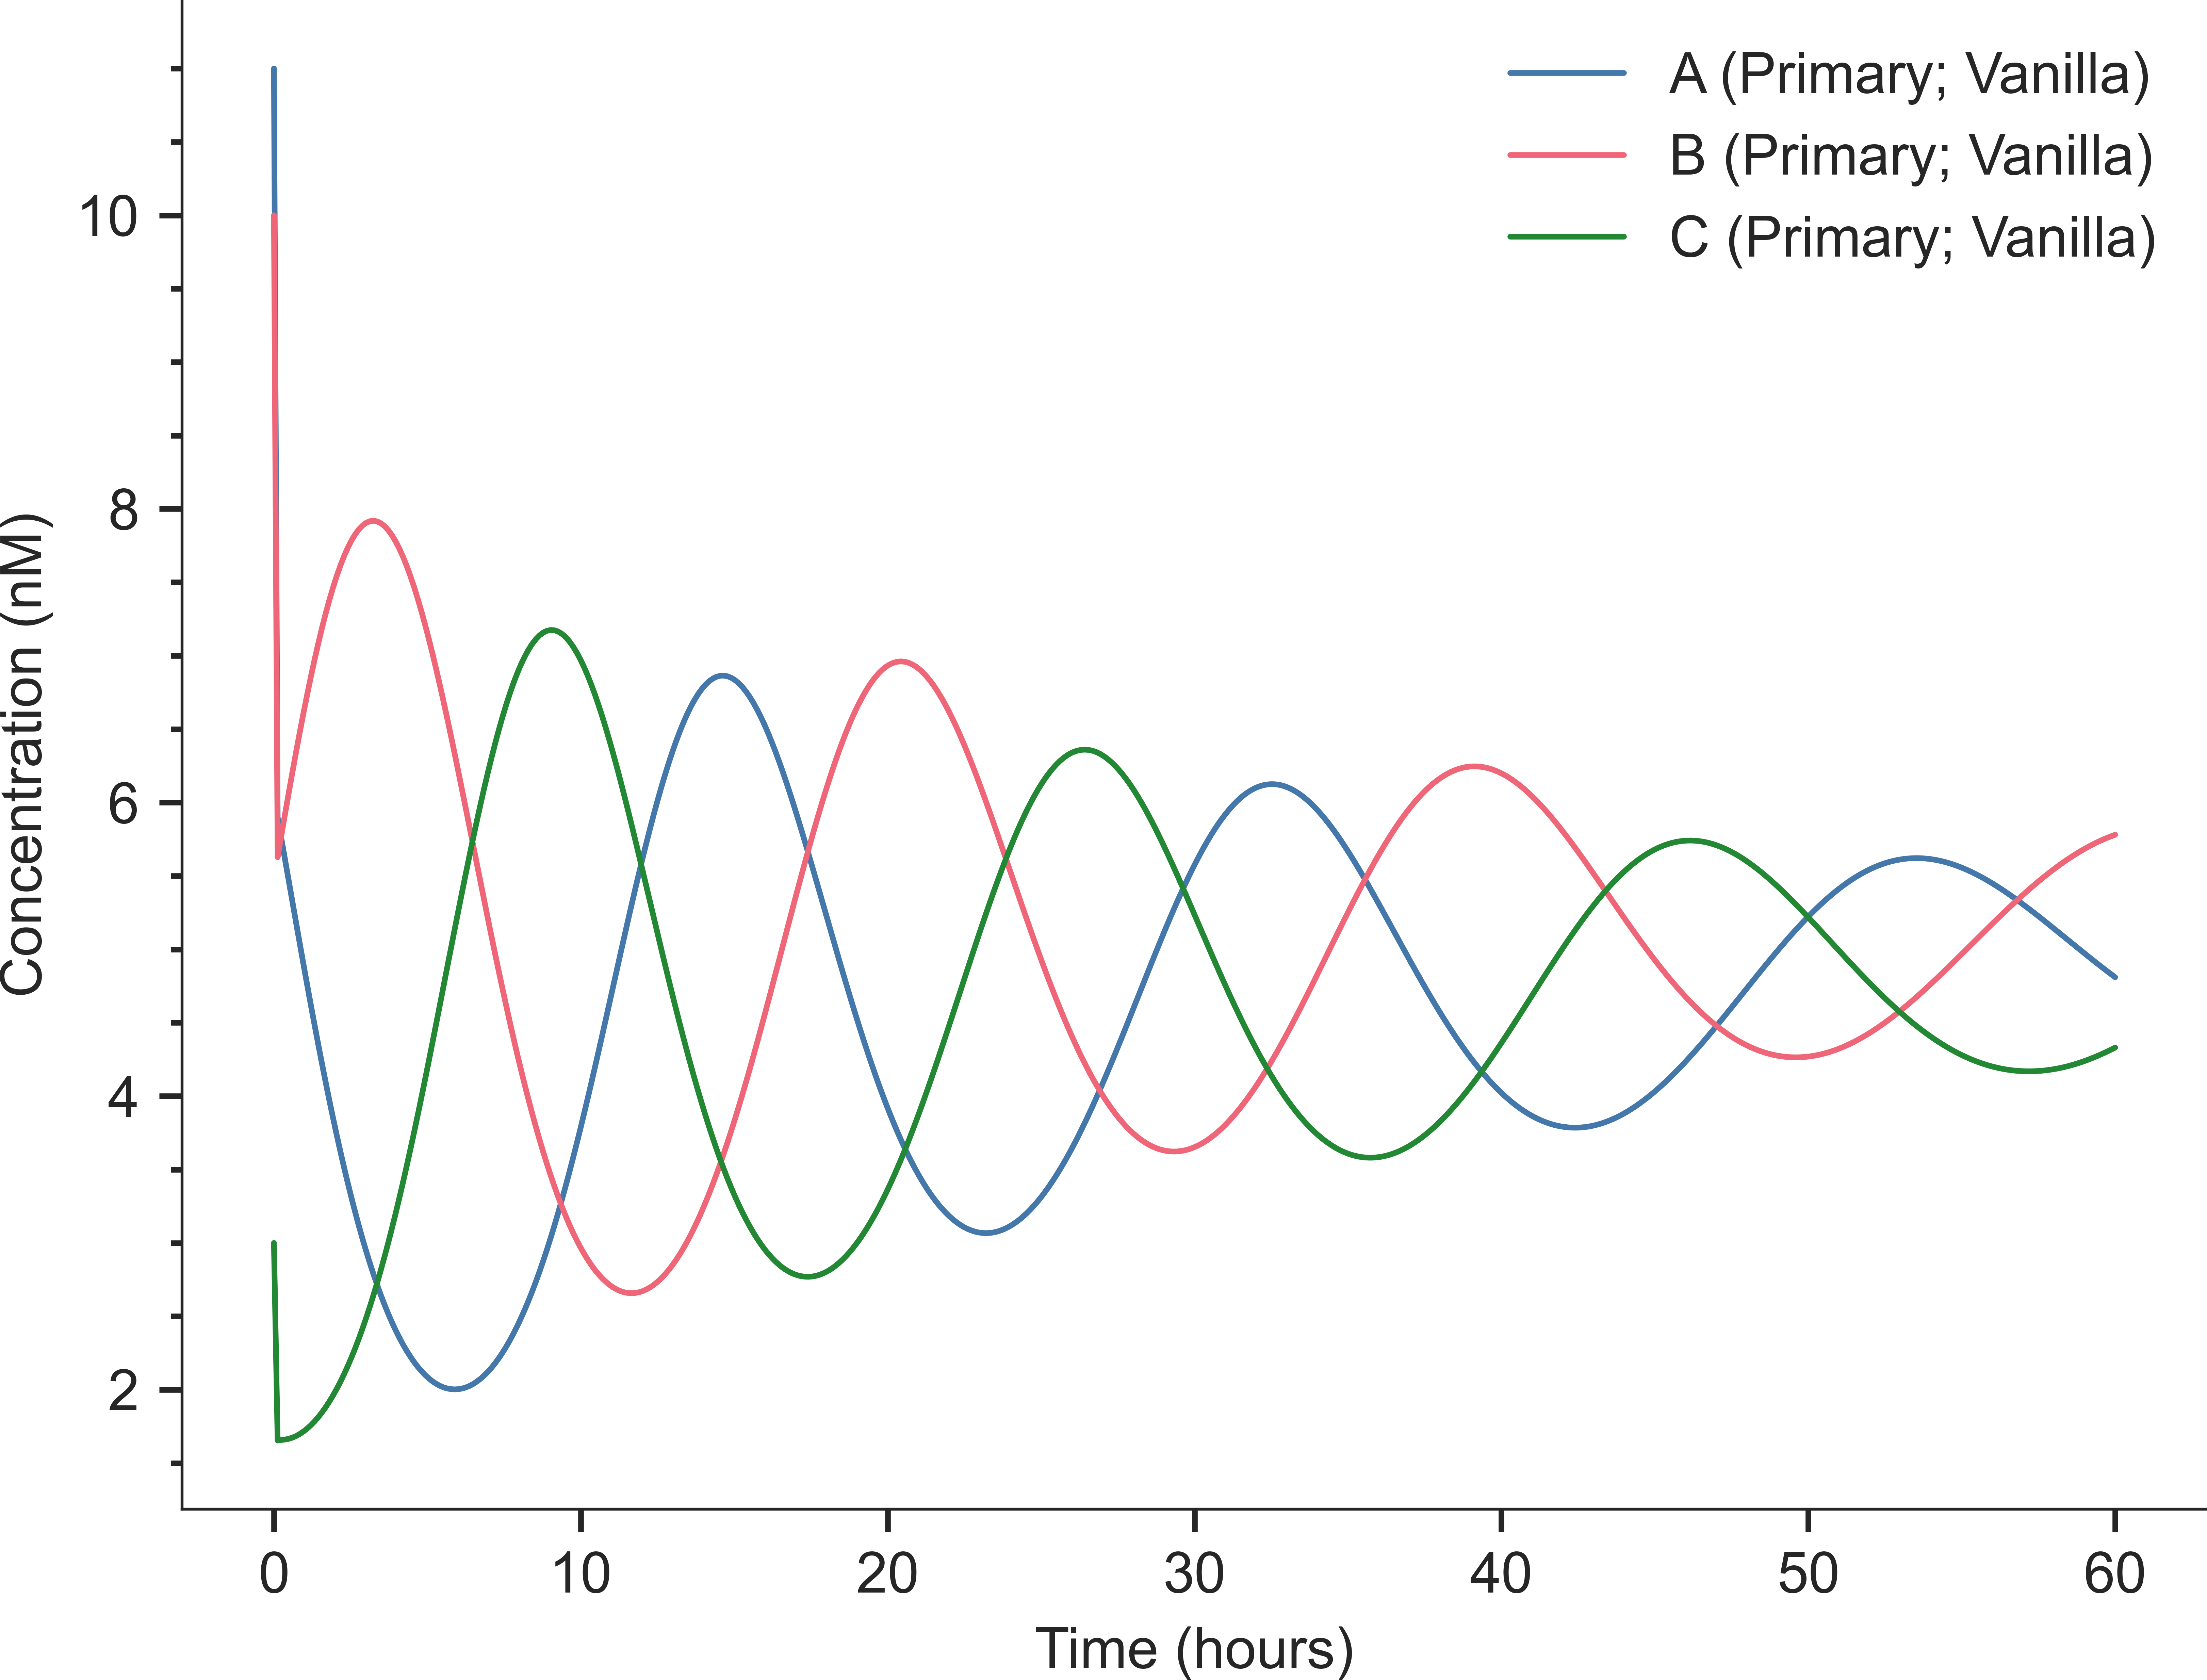 A (Primary; Vanilla)
B (Primary; Vanilla)
C (Primary; Vanilla)
10
8
6
4
2
Concentration (nM)
0 10 20 30 40 50 60
Time (hours)